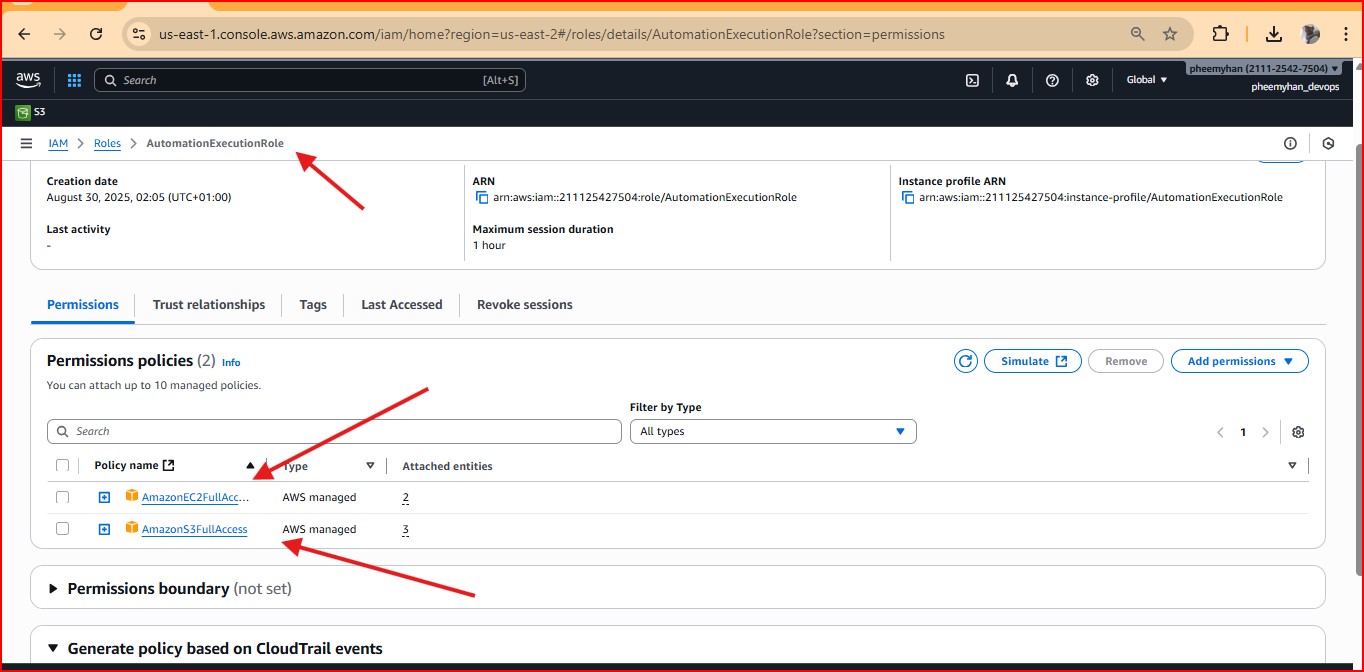 us-east-1.console.aws.amazon.com/iam/home?region=us-east-2#/roles/details/AutomationExecutionRole?section=permissions
aws
Search [Alt+S]
Global
pheemyhan (2111-2542-7504)
pheemyhan_devops
S3
IAM > Roles > AutomationExecutionRole
Creation date
August 30, 2025, 02:05 (UTC+01:00)
Last activity
-
ARN
arn:aws:iam::211125427504:role/AutomationExecutionRole
Maximum session duration
1 hour
Instance profile ARN
arn:aws:iam::211125427504:instance-profile/AutomationExecutionRole
Permissions Trust relationships Tags Last Accessed Revoke sessions
Permissions policies (2) Info
Simulate Remove Add permissions
You can attach up to 10 managed policies.
Filter by Type
Search All types
1
Policy name Type Attached entities
AmazonEC2FullAcc... AWS managed 2
AmazonS3FullAccess AWS managed 3
Permissions boundary (not set)
Generate policy based on CloudTrail events